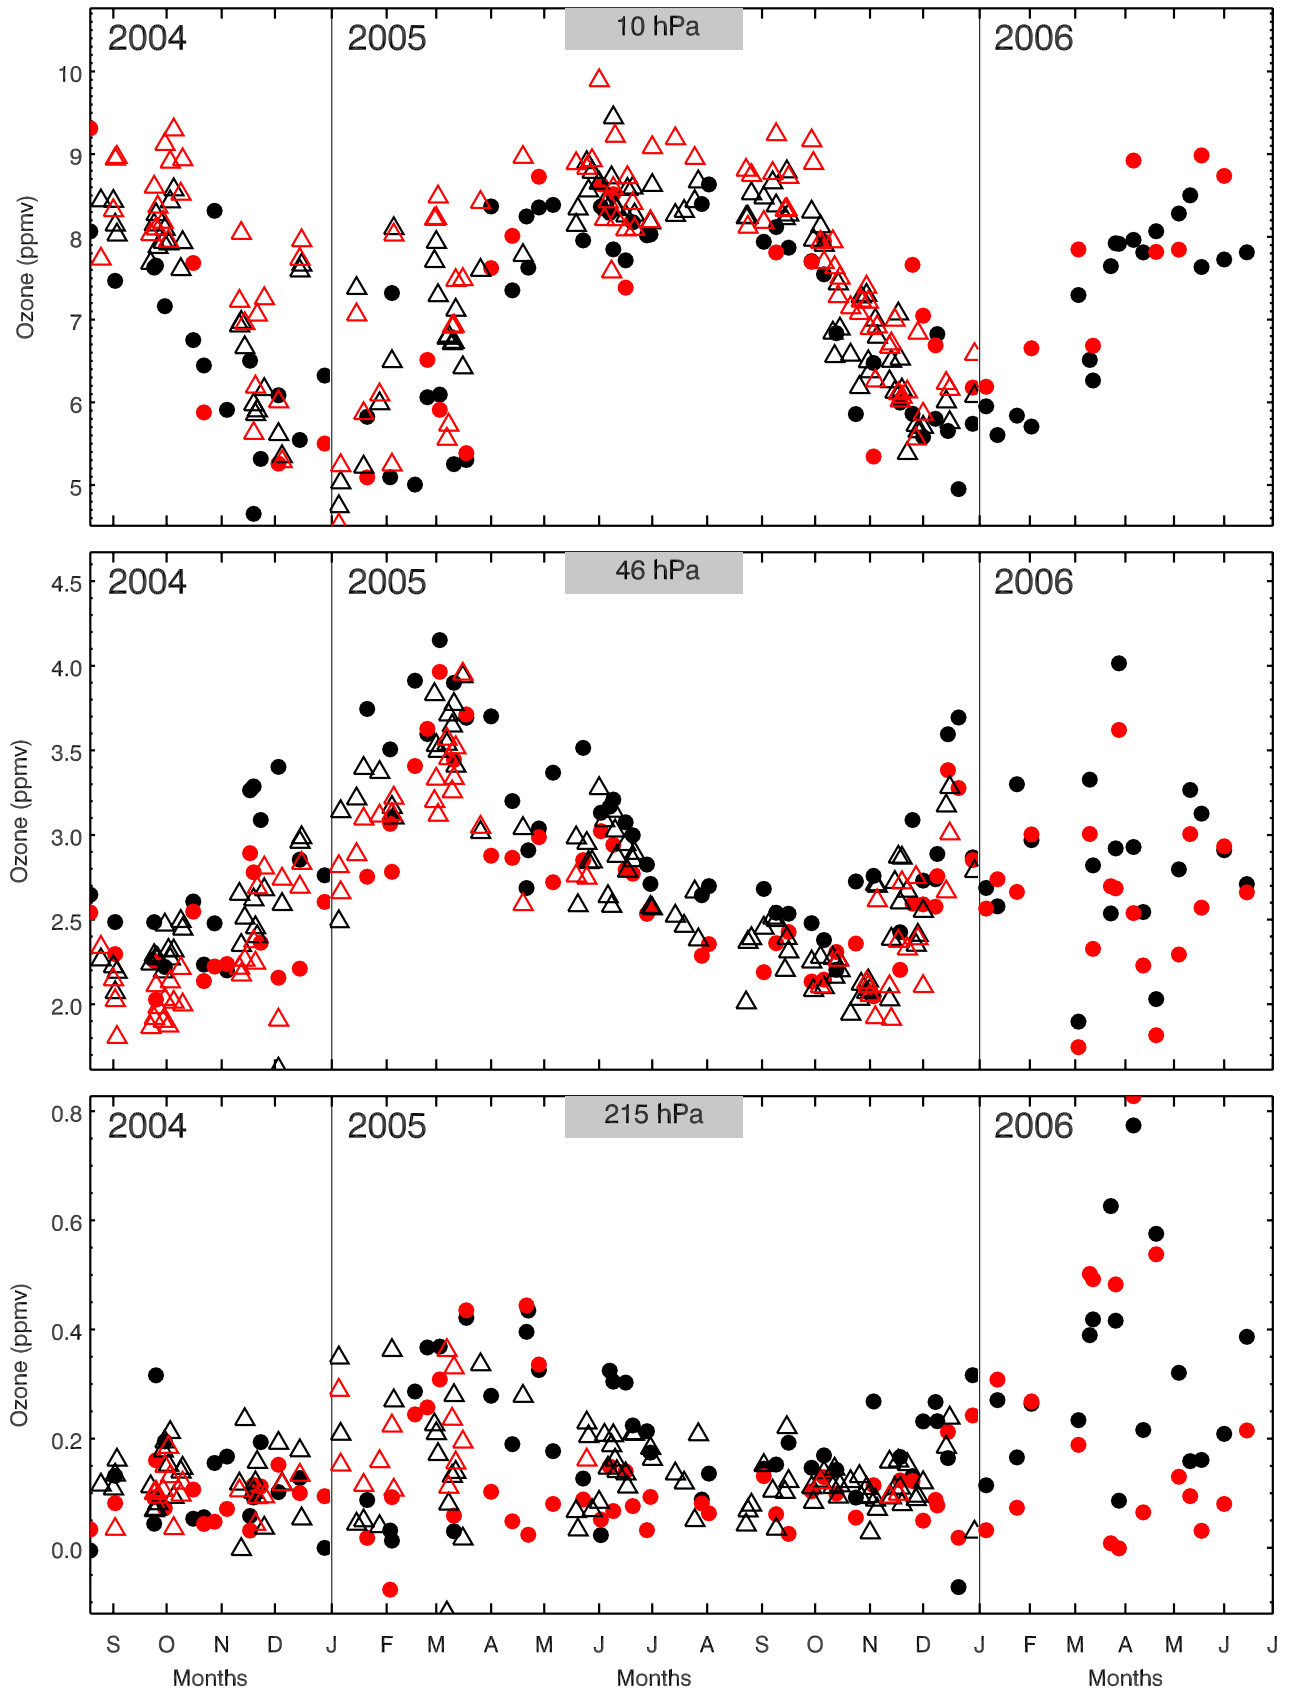 10 hPa
2004 2005 2006
10
9
8
7
6
5
Ozone (ppmv)
46 hPa
2004 2005 2006
4.5
4.0
3.5
3.0
2.5
2.0
Ozone (ppmv)
215 hPa
2004 2005 2006
0.8
0.6
0.4
0.2
0.0
Ozone (ppmv)
S O N D J F M A M J J A S O N D J F M A M J J
Months Months Months